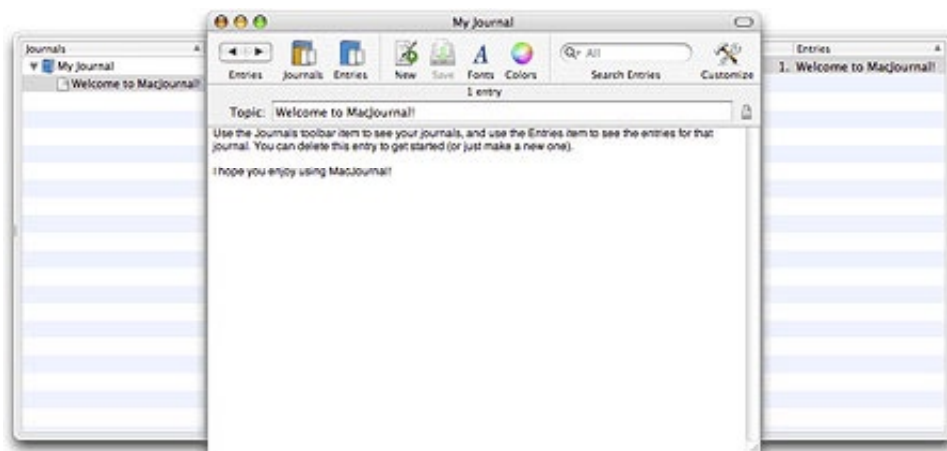 My Journal
Journals
My Journal
Welcome to MacJournal!
Entries Journals Entries New Save Fonts Colors Search Entries Customize
All
1 entry
Topic: Welcome to MacJournal!
Use the Journals toolbar item to see your journals, and use the Entries item to see the entries for that
journal. You can delete this entry to get started (or just make a new one).
I hope you enjoy using MacJournal!
Entries
1. Welcome to MacJournal!